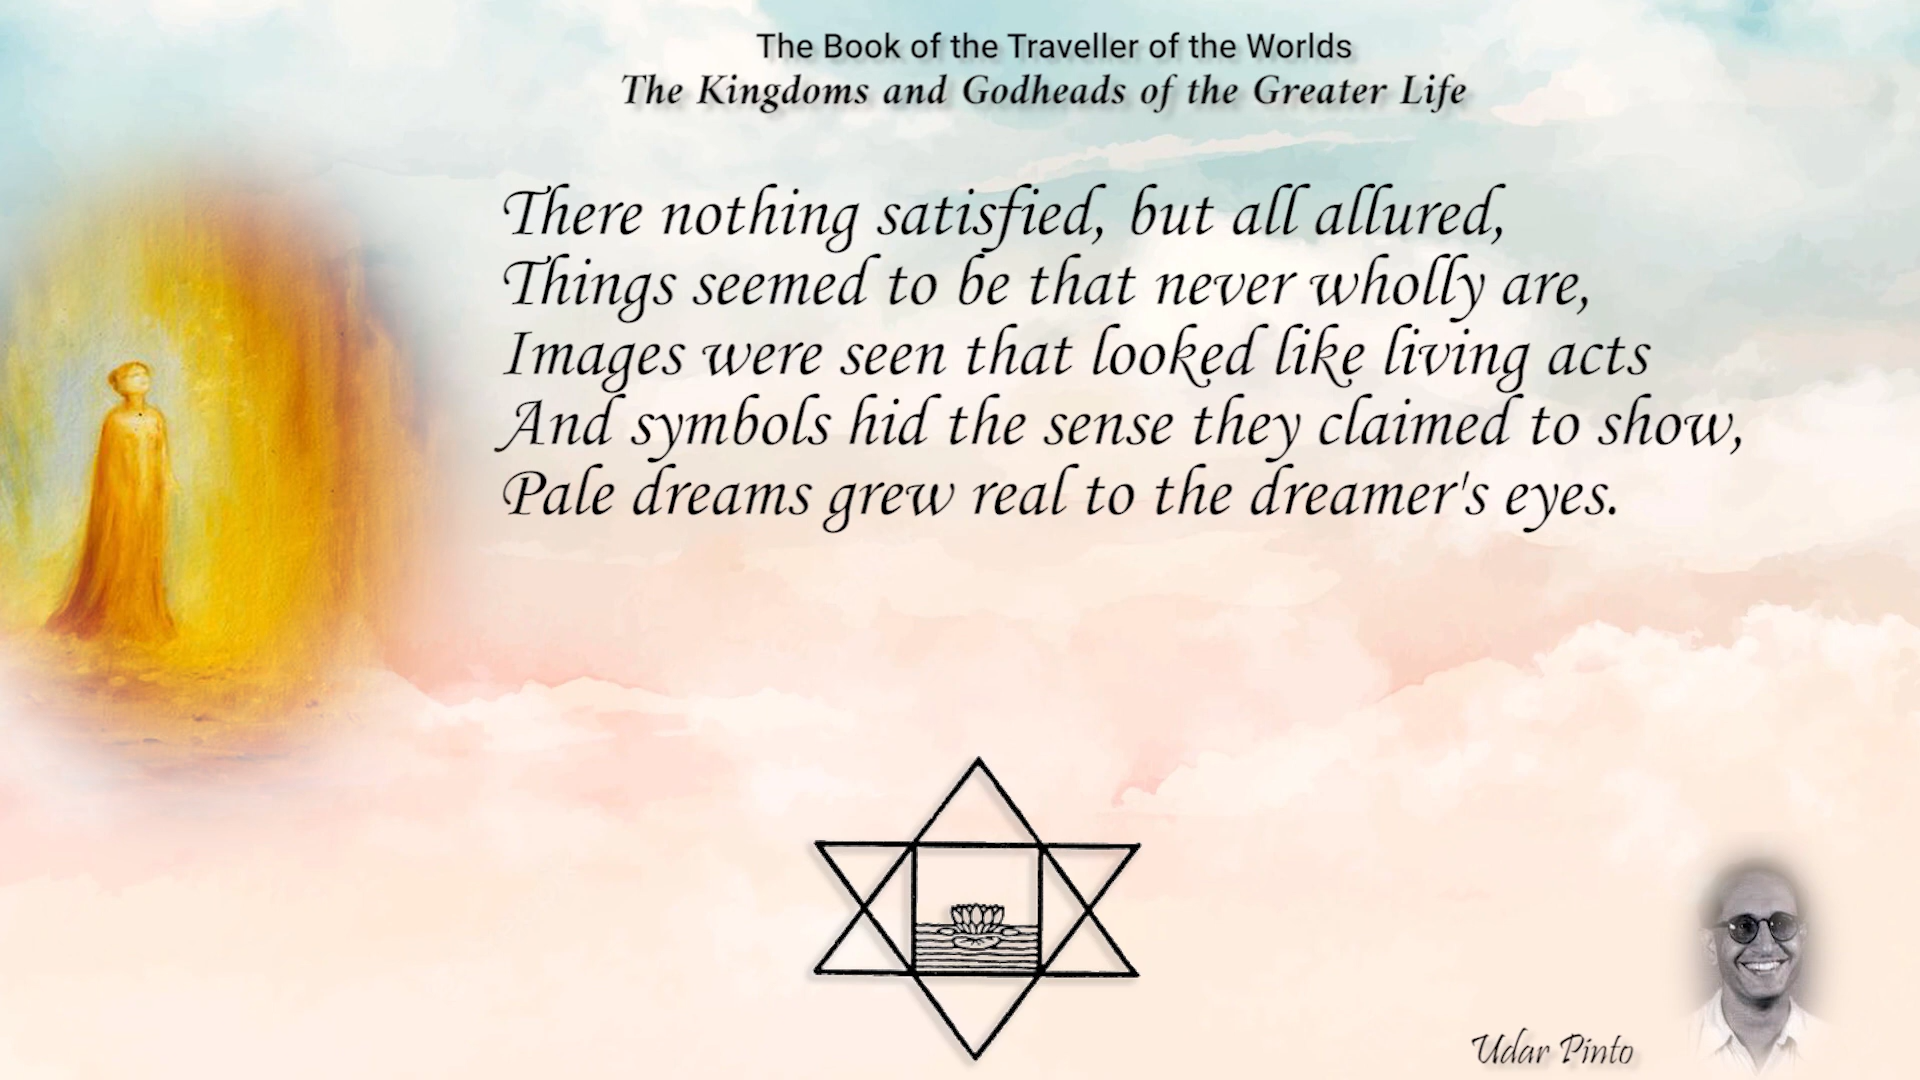 The Book of the Traveller of the Worlds
The Kingdoms and Godheads of the Greater Life
There nothing satisfied, but all allured,
Things seemed to be that never wholly are,
Images were seen that looked like living acts
And symbols hid the sense they claimed to show,
Pale dreams grew real to the dreamer's eyes.
Udar Pinto